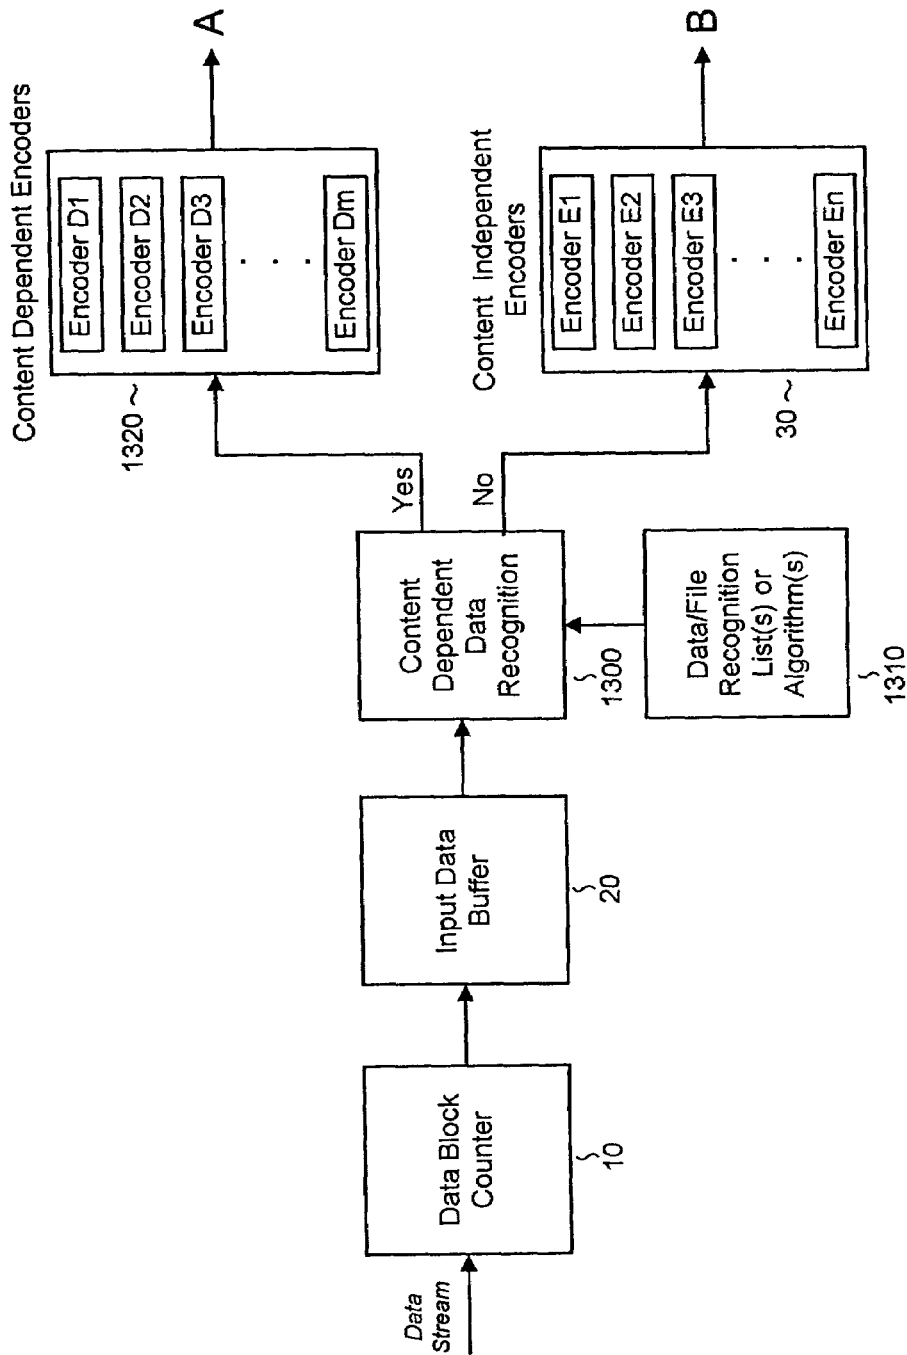 Data
Stream
Data Block
Counter
10
Input Data
Buffer
20
Content
Dependent
Data
Recognition
1300
Data/File
Recognition
List(s) or
Algorithm(s)
1310
Yes
No
Content Dependent Encoders
Encoder D1
Encoder D2
Encoder D3
. . .
Encoder Dm
1320
A
Content Independent
Encoders
Encoder E1
Encoder E2
Encoder E3
. . .
Encoder En
30
B